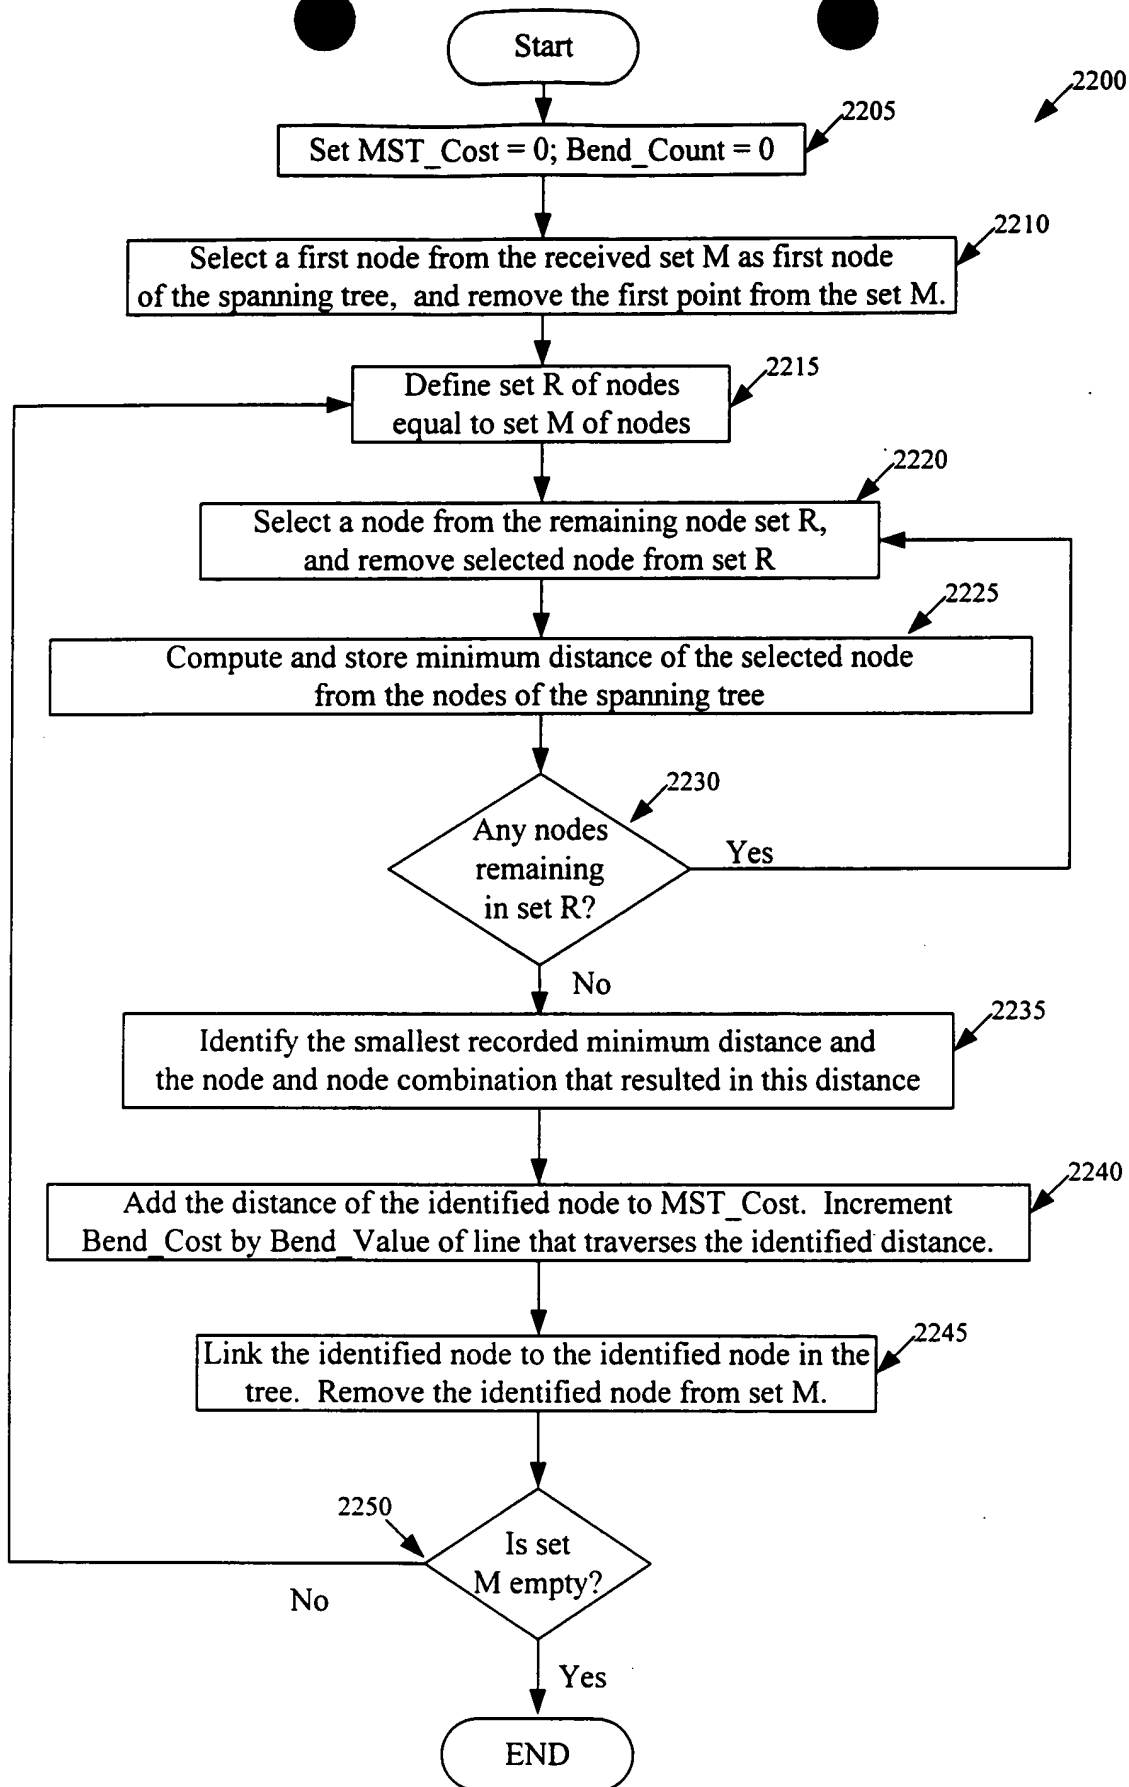 Start
2200
2205
Set MST_Cost = 0; Bend_Count = 0
2210
Select a first node from the received set M as first node
of the spanning tree, and remove the first point from the set M.
2215
Define set R of nodes
equal to set M of nodes
2220
Select a node from the remaining node set R,
and remove selected node from set R
2225
Compute and store minimum distance of the selected node
from the nodes of the spanning tree
2230
Any nodes
remaining
in set R?
Yes
No
2235
Identify the smallest recorded minimum distance and
the node and node combination that resulted in this distance
2240
Add the distance of the identified node to MST_Cost. Increment
Bend_Cost by Bend_Value of line that traverses the identified distance.
2245
Link the identified node to the identified node in the
tree. Remove the identified node from set M.
2250
Is set
M empty?
No
Yes
END